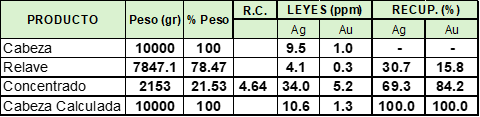 PRODUCTO Peso (gr) % Peso R.C. LEYES (ppm) RECUP. (%)
Ag Au Ag Au
Cabeza 10000 100 9.5 1.0 - -
Relave 7847.1 78.47 4.1 0.3 30.7 15.8
Concentrado 2153 21.53 4.64 34.0 5.2 69.3 84.2
Cabeza Calculada 10000 100 10.6 1.3 100.0 100.0